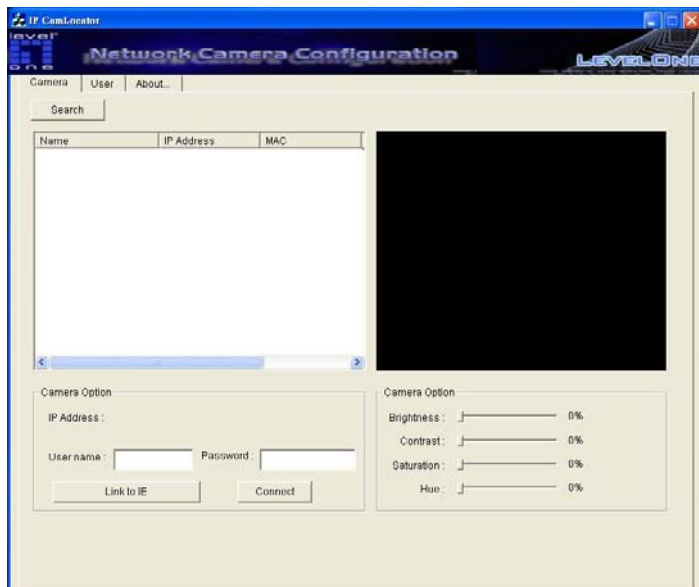 IP CamLocator
level
one
Network Camera Configuration
LEVELONE
Camera User About...
Search
Name IP Address MAC
Camera Option
IP Address :
User name : Password :
Link to IE Connect
Camera Option
Brightness : 0%
Contrast : 0%
Saturation : 0%
Hue : 0%